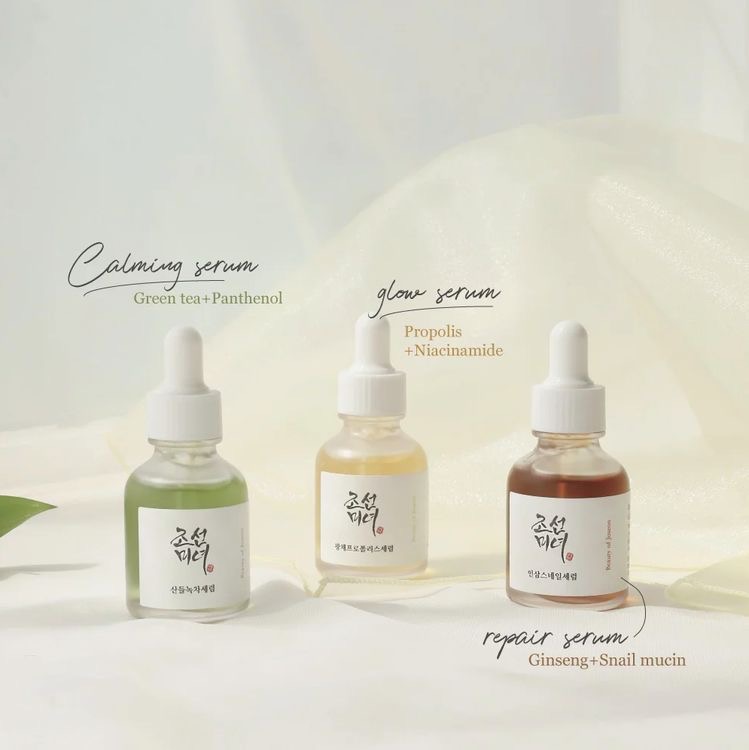 Calming serum
Green tea+Panthenol
glow serum
Propolis
+Niacinamide
조선
미녀
산들녹차세럼
조선
미녀
광채프로폴리스세럼
조선
미녀
Beauty of Joseon
인삼스네일세럼
repair serum
Ginseng+Snail mucin